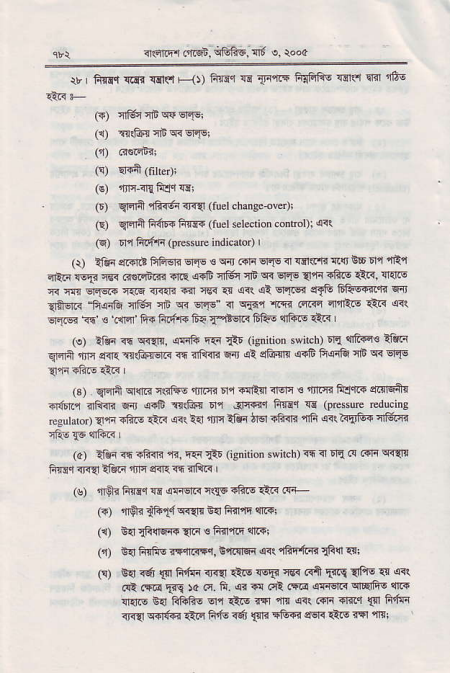 ৭৮২ বাংলাদেশ গেজেট, অতিরিক্ত, মার্চ ৩, ২০০৫
২৮। নিয়ন্ত্রণ যন্ত্রের যন্ত্রাংশ।—(১) নিয়ন্ত্রণ যন্ত্র ন্যূনপক্ষে নিম্নলিখিত যন্ত্রাংশ দ্বারা গঠিত
হইবে ঃ—
(ক) সার্ভিস সাট অফ ভাল্‌ভ;
(খ) স্বয়ংক্রিয় সাট অব ভাল্‌ভ;
(গ) রেগুলেটর;
(ঘ) ছাকনী (filter);
(ঙ) গ্যাস-বায়ু মিশ্রণ যন্ত্র;
(চ) জ্বালানী পরিবর্তন ব্যবস্থা (fuel change-over);
(ছ) জ্বালানী নির্বাচক নিয়ন্ত্রক (fuel selection control); এবং
(জ) চাপ নির্দেশন (pressure indicator)।
(২) ইঞ্জিন প্রকোষ্টে সিলিন্ডার ভাল্‌ভ ও অন্য কোন ভাল্‌ভ বা যন্ত্রাংশের মধ্যে উচ্চ চাপ পাইপ
লাইনে যতদূর সম্ভব রেগুলেটরের কাছে একটি সার্ভিস সাট অব ভাল্‌ভ স্থাপন করিতে হইবে, যাহাতে
সব সময় ভাল্‌ভকে সহজে ব্যবহার করা সম্ভব হয় এবং এই ভাল্‌ভের প্রকৃতি চিহ্নিতকরণের জন্য
স্থায়ীভাবে “সিএনজি সার্ভিস সাট অব ভাল্‌ভ” বা অনুরূপ শব্দের লেবেল লাগাইতে হইবে এবং
ভাল্‌ভের ‘বন্ধ’ ও ‘খোলা’ দিক নির্দেশক চিহ্ন সুস্পষ্টভাবে চিহ্নিত থাকিতে হইবে।
(৩) ইঞ্জিন বন্ধ অবস্থায়, এমনকি দহন সুইচ (ignition switch) চালু থাকিলেও ইঞ্জিনে
জ্বালানী গ্যাস প্রবাহ স্বয়ংক্রিয়ভাবে বন্ধ রাখিবার জন্য এই প্রক্রিয়ায় একটি সিএনজি সাট অব ভাল্‌ভ
স্থাপন করিতে হইবে।
(৪) জ্বালানী আধারে সংরক্ষিত গ্যাসের চাপ কমাইয়া বাতাস ও গ্যাসের মিশ্রণকে প্রয়োজনীয়
কার্যচাপে রাখিবার জন্য একটি স্বয়ংক্রিয় চাপ হ্রাসকরণ নিয়ন্ত্রণ যন্ত্র (pressure reducing
regulator) স্থাপন করিতে হইবে এবং ইহা গ্যাস ইঞ্জিন ঠান্ডা করিবার পানি এবং বৈদ্যুতিক সার্ভিসের
সহিত যুক্ত থাকিবে।
(৫) ইঞ্জিন বন্ধ করিবার পর, দহন সুইচ (ignition switch) বন্ধ বা চালু যে কোন অবস্থায়
নিয়ন্ত্রণ ব্যবস্থা ইঞ্জিনে গ্যাস প্রবাহ বন্ধ রাখিবে।
(৬) গাড়ীর নিয়ন্ত্রণ যন্ত্র এমনভাবে সংযুক্ত করিতে হইবে যেন—
(ক) গাড়ীর ঝুঁকিপূর্ণ অবস্থায় উহা নিরাপদ থাকে;
(খ) উহা সুবিধাজনক স্থানে ও নিরাপদে থাকে;
(গ) উহা নিয়মিত রক্ষণাবেক্ষণ, উপযোজন এবং পরিদর্শনের সুবিধা হয়;
(ঘ) উহা বর্জ্য ধূয়া নির্গমন ব্যবস্থা হইতে যতদূর সম্ভব বেশী দূরত্বে স্থাপিত হয় এবং
যেই ক্ষেত্রে দূরত্ব ১৫ সে. মি. এর কম সেই ক্ষেত্রে এমনভাবে আচ্ছাদিত থাকে
যাহাতে উহা বিকিরিত তাপ হইতে রক্ষা পায় এবং কোন কারণে ধূয়া নির্গমন
ব্যবস্থা অকার্যকর হইলে নির্গত বর্জ্য ধূয়ার ক্ষতিকর প্রভাব হইতে রক্ষা পায়;